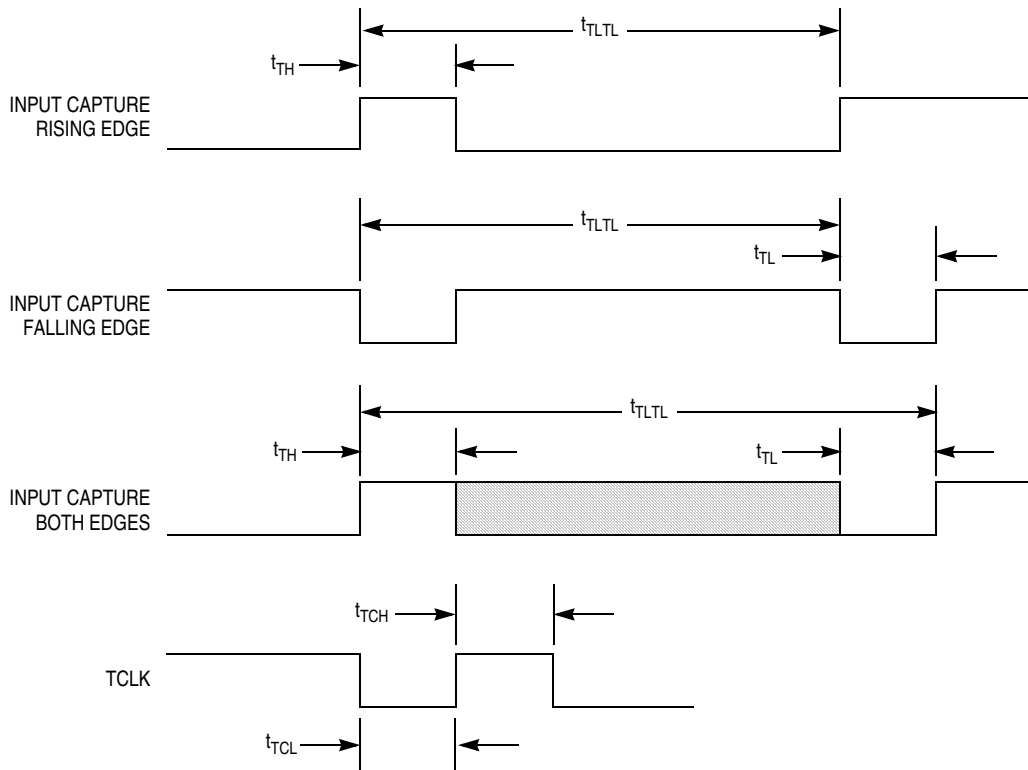 tTLTL
tTH
INPUT CAPTURE
RISING EDGE
tTLTL
tTL
INPUT CAPTURE
FALLING EDGE
tTLTL
tTH
tTL
INPUT CAPTURE
BOTH EDGES
tTCH
TCLK
tTCL